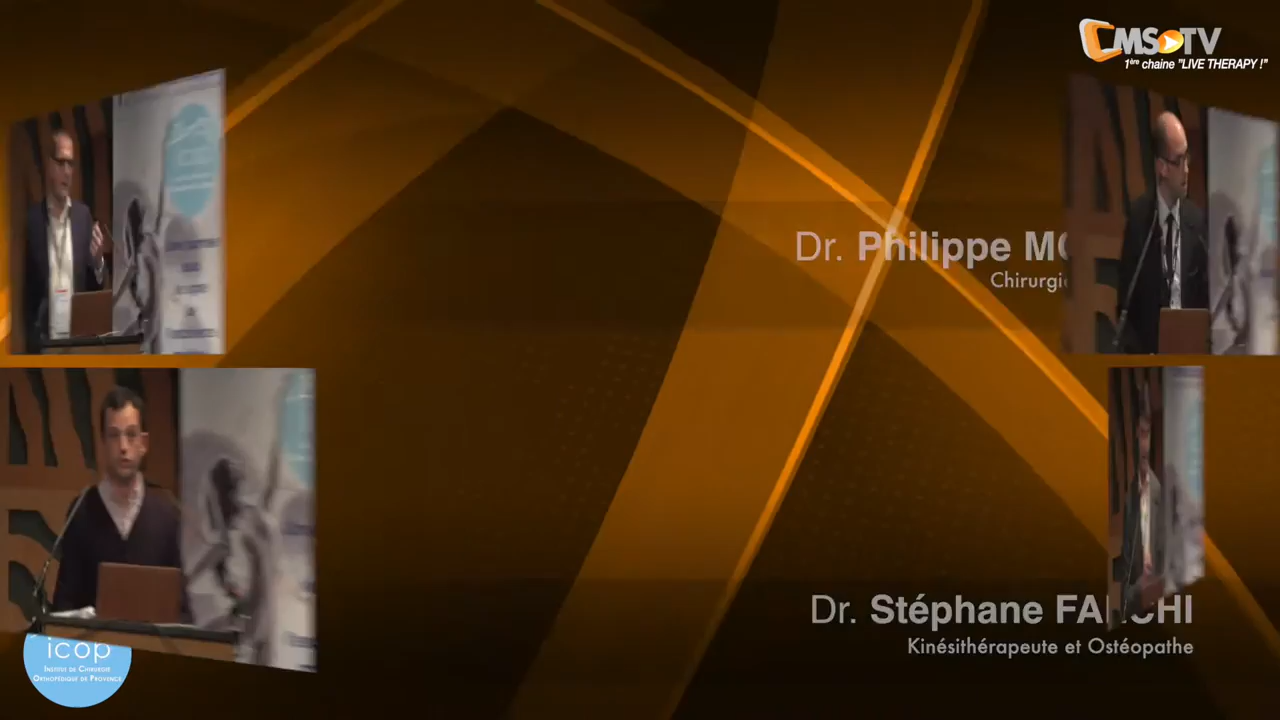 CMS TV
1ère chaine "LIVE THERAPY !"
Dr. Philippe
Chirurgie
Dr. Stéphane
Kinésithérapeute et Ostéopathe
icop
INSTITUT DE CHIRURGIE
ORTHOPÉDIQUE DE PROVENCE